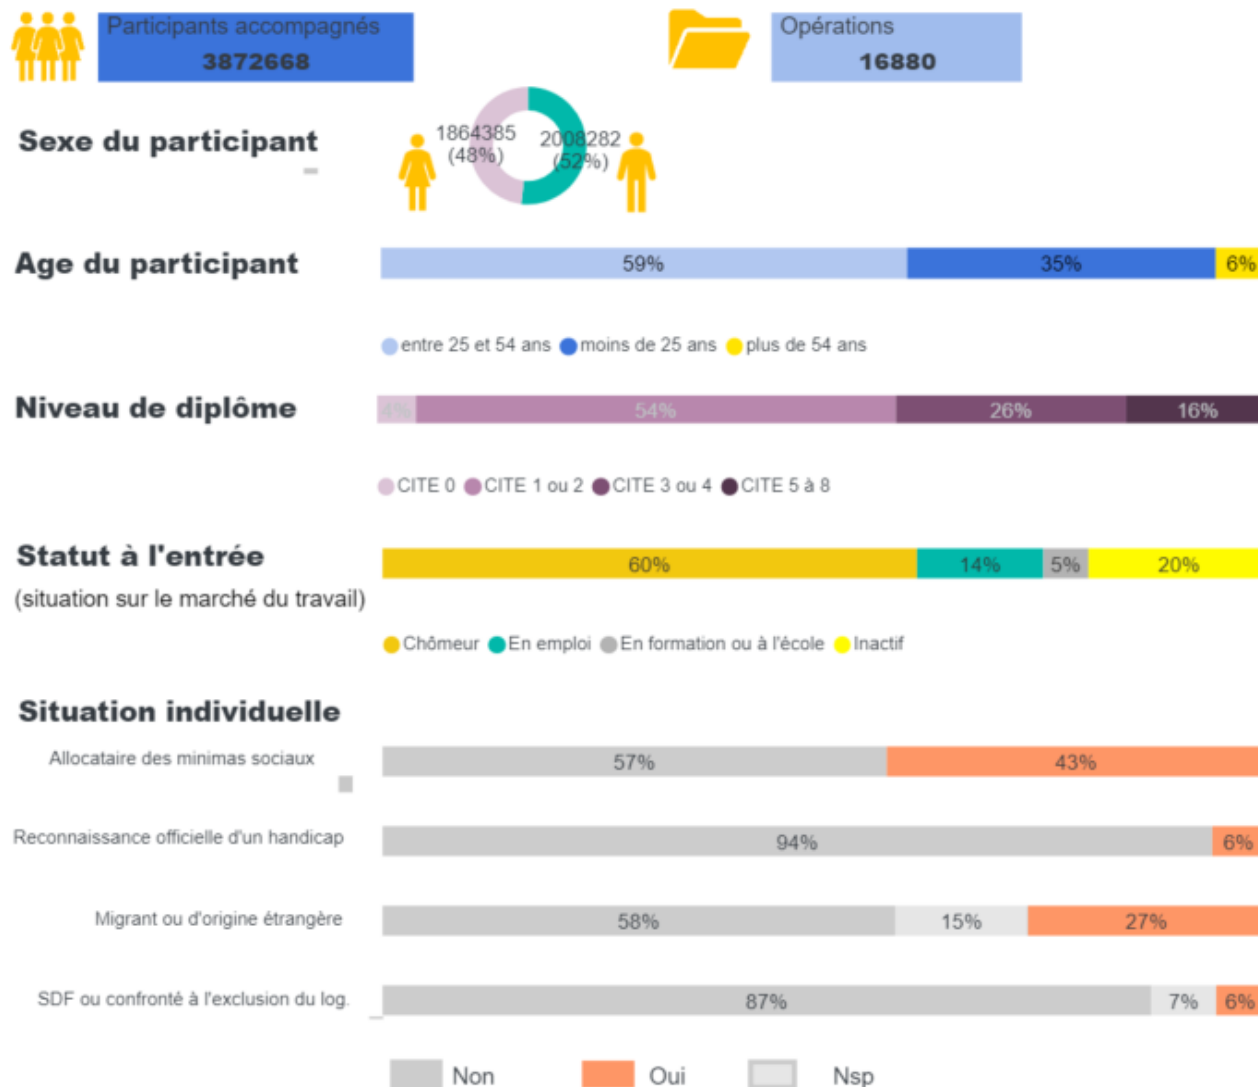 Participants accompagnés
3872668
Opérations
16880
Sexe du participant
1864385
(48%)
2008282
(52%)
Age du participant
59% 35% 6%
entre 25 et 54 ans moins de 25 ans plus de 54 ans
Niveau de diplôme
4% 54% 26% 16%
CITE 0 CITE 1 ou 2 CITE 3 ou 4 CITE 5 à 8
Statut à l'entrée
(situation sur le marché du travail)
60% 14% 5% 20%
Chômeur En emploi En formation ou à l'école Inactif
Situation individuelle
Allocataire des minimas sociaux 57% 43%
Reconnaissance officielle d'un handicap 94% 6%
Migrant ou d'origine étrangère 58% 15% 27%
SDF ou confronté à l'exclusion du log. 87% 7% 6%
Non Oui Nsp